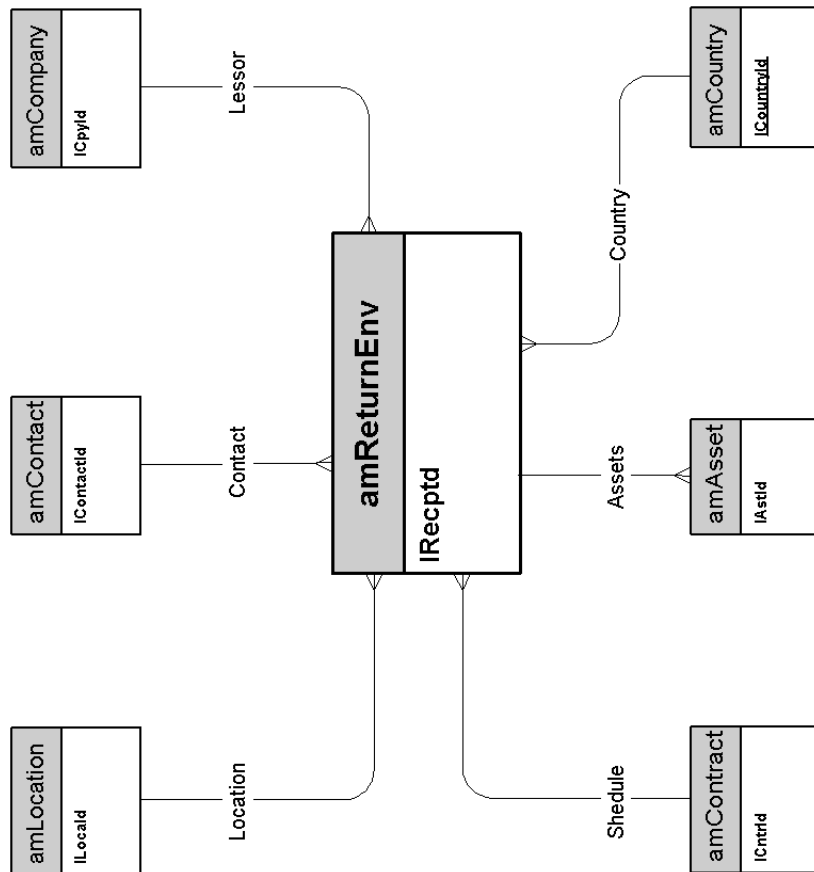 amLocation
lLocaId
amContact
lContactId
amCompany
lCpyId
Location
Contact
Lessor
amReturnEnv
lRecptd
Shedule
Assets
Country
amContract
lCntrId
amAsset
lAstId
amCountry
lCountryId